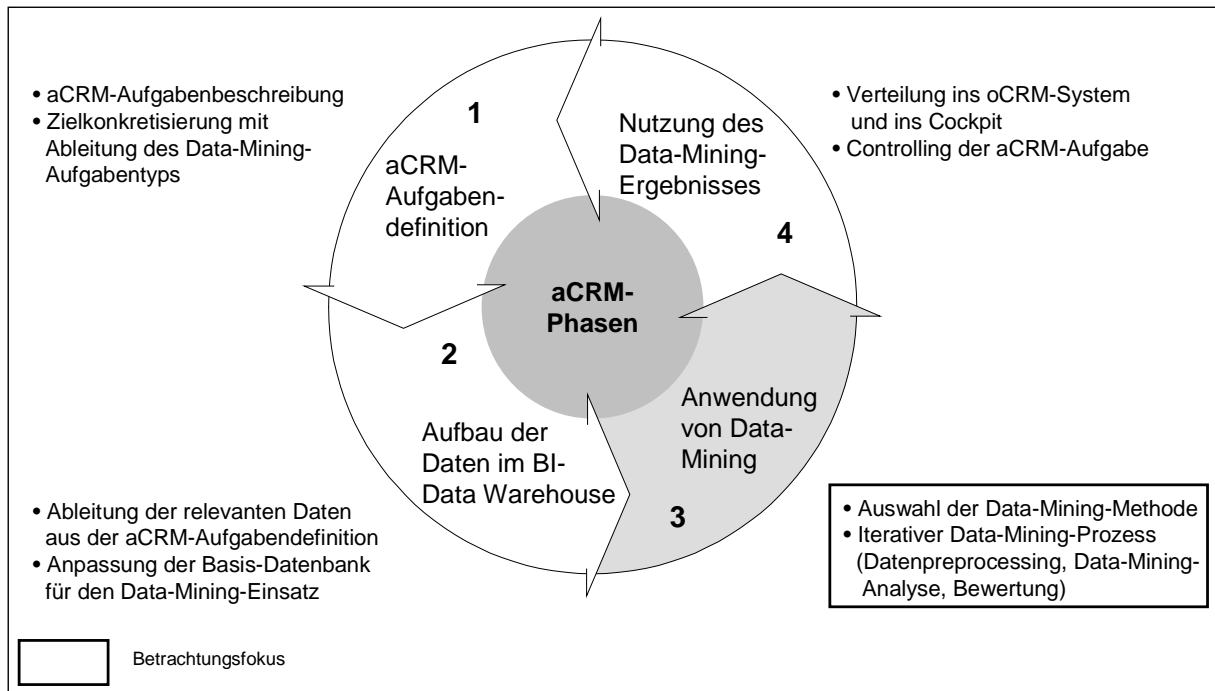 • aCRM-Aufgabenbeschreibung
• Zielkonkretisierung mit
Ableitung des Data-Mining-
Aufgabentyps
1
aCRM-
Aufgaben-
definition
Nutzung des
Data-Mining-
Ergebnisses
4
• Verteilung ins oCRM-System
und ins Cockpit
• Controlling der aCRM-Aufgabe
aCRM-
Phasen
2
Aufbau der
Daten im BI-
Data Warehouse
Anwendung
von Data-
Mining
3
• Ableitung der relevanten Daten
aus der aCRM-Aufgabendefinition
• Anpassung der Basis-Datenbank
für den Data-Mining-Einsatz
• Auswahl der Data-Mining-Methode
• Iterativer Data-Mining-Prozess
(Datenpreprocessing, Data-Mining-
Analyse, Bewertung)
Betrachtungsfokus